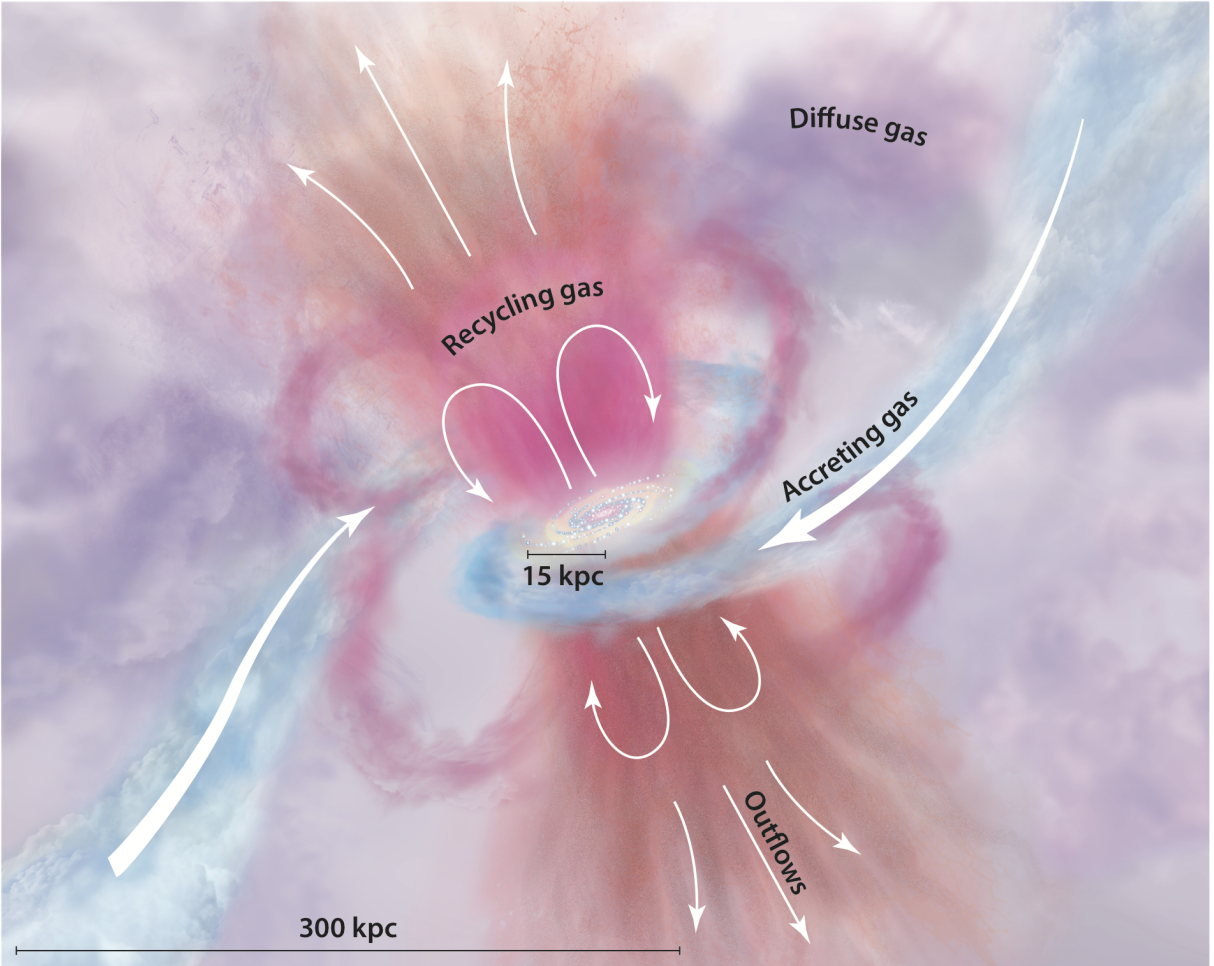 Diffuse gas
Recycling gas
Accreting gas
15 kpc
Outflows
300 kpc